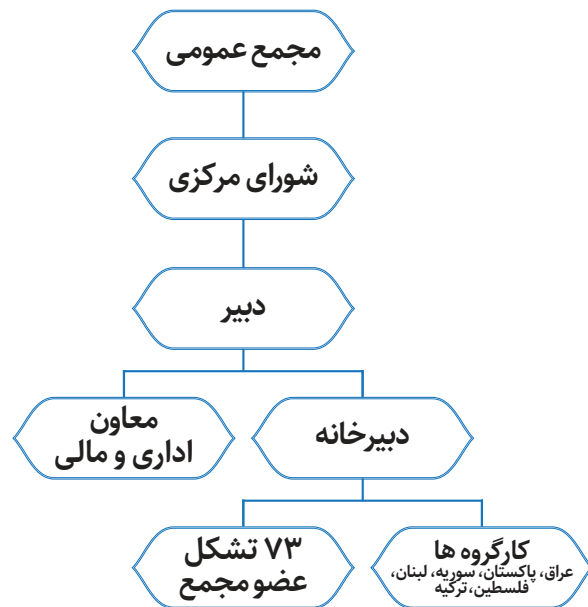 مجمع عمومی
شورای مرکزی
دبیر
دبیرخانه
معاون
اداری و مالی
کارگروه ها
عراق، پاکستان، سوریه، لبنان،
فلسطین، ترکیه
۷۳ تشکل
عضو مجمع